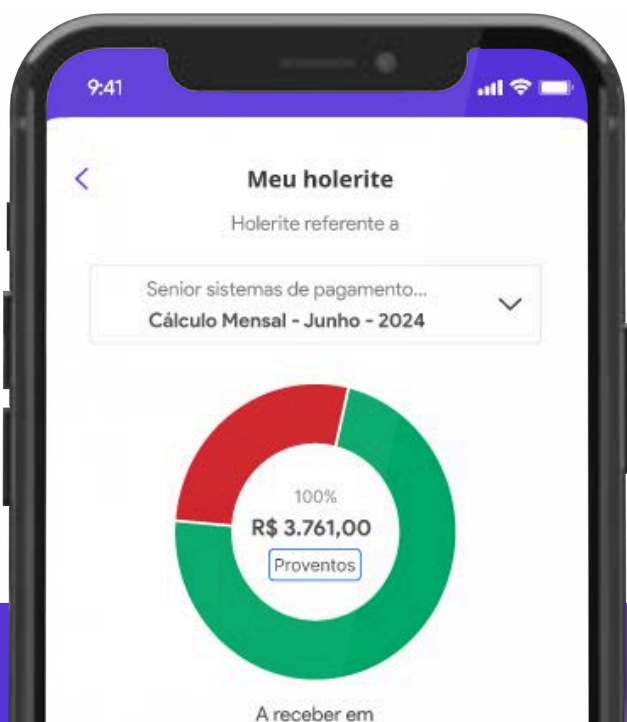 9:41
Meu holerite
Holerite referente a
Senior sistemas de pagamento...
Cálculo Mensal - Junho - 2024
100%
R$ 3.761,00
Proventos
A receber em